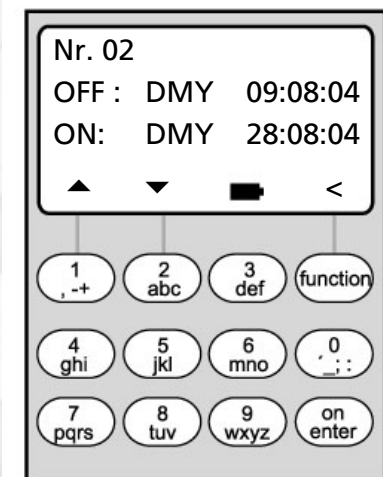 Nr. 02
OFF : DMY 09:08:04
ON: DMY 28:08:04
<
1 2 3 function
, -+ abc def
4 5 6 0
ghi jkl mno ´_; :
7 8 9 on
pqrs tuv wxyz enter